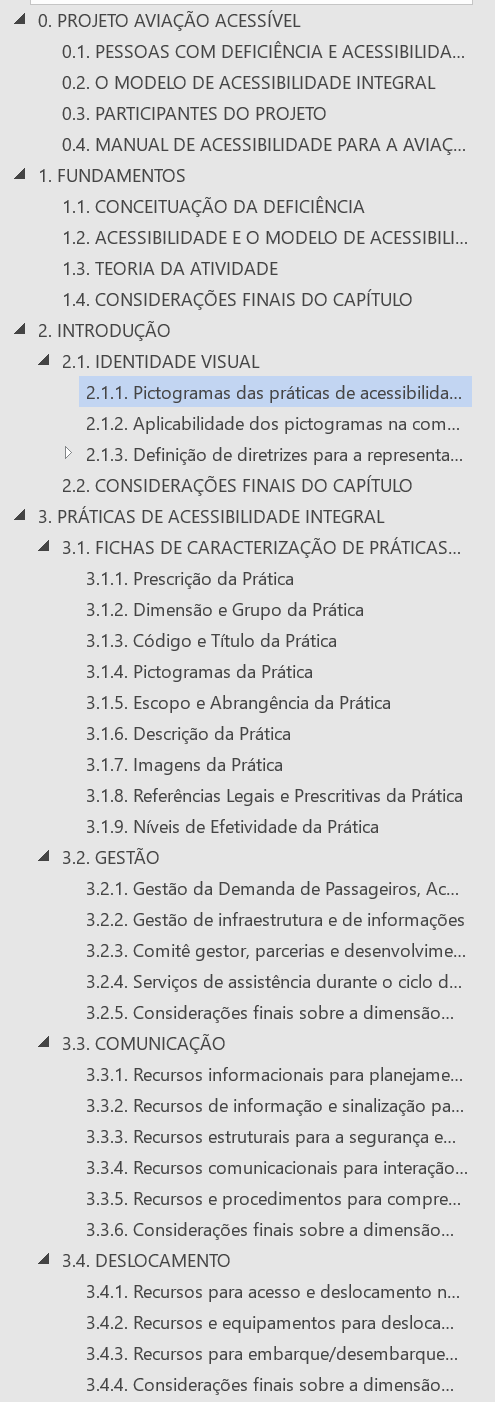 0. PROJETO AVIAÇÃO ACESSÍVEL
0.1. PESSOAS COM DEFICIÊNCIA E ACESSIBILIDA...
0.2. O MODELO DE ACESSIBILIDADE INTEGRAL
0.3. PARTICIPANTES DO PROJETO
0.4. MANUAL DE ACESSIBILIDADE PARA A AVIAÇ...
1. FUNDAMENTOS
1.1. CONCEITUAÇÃO DA DEFICIÊNCIA
1.2. ACESSIBILIDADE E O MODELO DE ACESSIBILI...
1.3. TEORIA DA ATIVIDADE
1.4. CONSIDERAÇÕES FINAIS DO CAPÍTULO
2. INTRODUÇÃO
2.1. IDENTIDADE VISUAL
2.1.1. Pictogramas das práticas de acessibilida...
2.1.2. Aplicabilidade dos pictogramas na com...
2.1.3. Definição de diretrizes para a representa...
2.2. CONSIDERAÇÕES FINAIS DO CAPÍTULO
3. PRÁTICAS DE ACESSIBILIDADE INTEGRAL
3.1. FICHAS DE CARACTERIZAÇÃO DE PRÁTICAS...
3.1.1. Prescrição da Prática
3.1.2. Dimensão e Grupo da Prática
3.1.3. Código e Título da Prática
3.1.4. Pictogramas da Prática
3.1.5. Escopo e Abrangência da Prática
3.1.6. Descrição da Prática
3.1.7. Imagens da Prática
3.1.8. Referências Legais e Prescritivas da Prática
3.1.9. Níveis de Efetividade da Prática
3.2. GESTÃO
3.2.1. Gestão da Demanda de Passageiros, Ac...
3.2.2. Gestão de infraestrutura e de informações
3.2.3. Comitê gestor, parcerias e desenvolvime...
3.2.4. Serviços de assistência durante o ciclo d...
3.2.5. Considerações finais sobre a dimensão...
3.3. COMUNICAÇÃO
3.3.1. Recursos informacionais para planejame...
3.3.2. Recursos de informação e sinalização pa...
3.3.3. Recursos estruturais para a segurança e...
3.3.4. Recursos comunicacionais para interação...
3.3.5. Recursos e procedimentos para compre...
3.3.6. Considerações finais sobre a dimensão...
3.4. DESLOCAMENTO
3.4.1. Recursos para acesso e deslocamento n...
3.4.2. Recursos e equipamentos para desloca...
3.4.3. Recursos para embarque/desembarque...
3.4.4. Considerações finais sobre a dimensão...